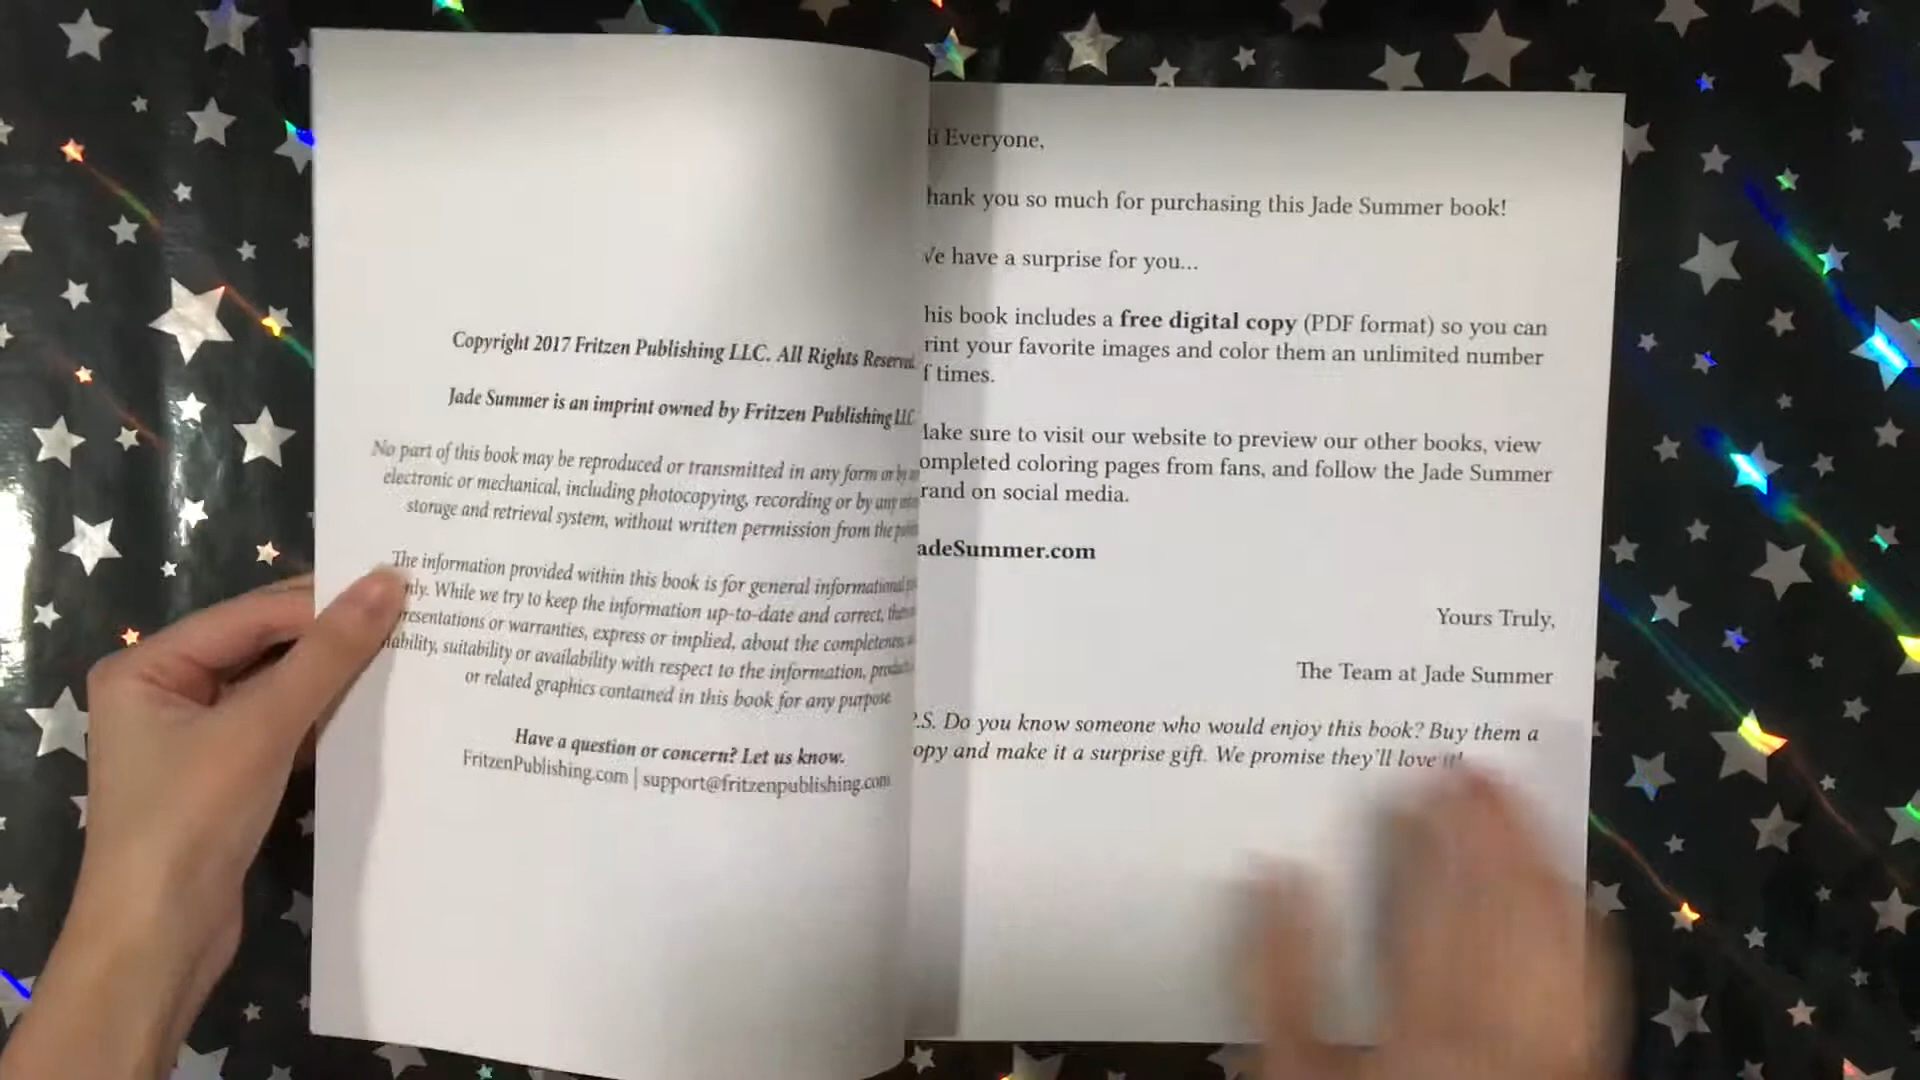 Copyright 2017 Fritzen Publishing LLC. All Rights
Jade Summer is an imprint owned by Fritzen Publishing LLC
No part of this book may be reproduced or transmitted in any form or by
electronic or mechanical, including photocopying, recording or by any
storage and retrieval system, without written permission from the
The information provided within this book is for general informational
While we try to keep the information up-to-date and correct,
or warranties, express or implied, about the
suitability or availability with respect to the information,
or related graphics contained in this book for any purpose
Have a question or concern? Let us know.
FritzenPublishing.com | support@fritzenpublishing.com
Everyone,
hank you so much for purchasing this Jade Summer book!
have a surprise for you...
his book includes a free digital copy (PDF format) so you can
rint your favorite images and color them an unlimited number
f times.
ake sure to visit our website to preview our other books, view
ompleted coloring pages from fans, and follow the Jade Summer
rand on social media.
adeSummer.com
Yours Truly,
The Team at Jade Summer
.S. Do you know someone who would enjoy this book? Buy them a
opy and make it a surprise gift. We promise they'll love it!